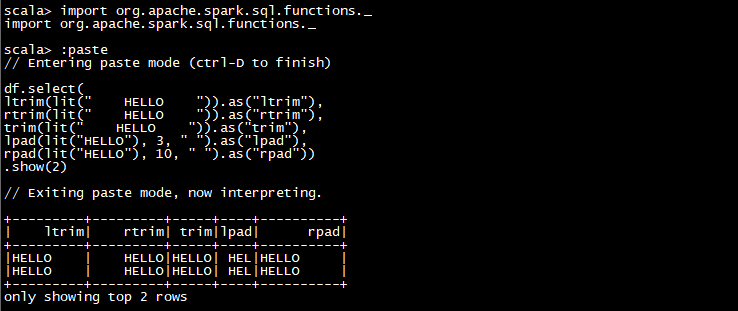 scala> import org.apache.spark.sql.functions._
import org.apache.spark.sql.functions._
scala> :paste
// Entering paste mode (ctrl-D to finish)
df.select(
ltrim(lit("    HELLO    ")).as("ltrim"),
rtrim(lit("    HELLO    ")).as("rtrim"),
trim(lit("    HELLO    ")).as("trim"),
lpad(lit("HELLO"), 3, " ").as("lpad"),
rpad(lit("HELLO"), 10, " ").as("rpad"))
.show(2)
// Exiting paste mode, now interpreting.
+---------+---------+-----+----+----------+
|    ltrim|    rtrim| trim|lpad|      rpad|
+---------+---------+-----+----+----------+
|HELLO    |    HELLO|HELLO| HEL|HELLO     |
|HELLO    |    HELLO|HELLO| HEL|HELLO     |
+---------+---------+-----+----+----------+
only showing top 2 rows